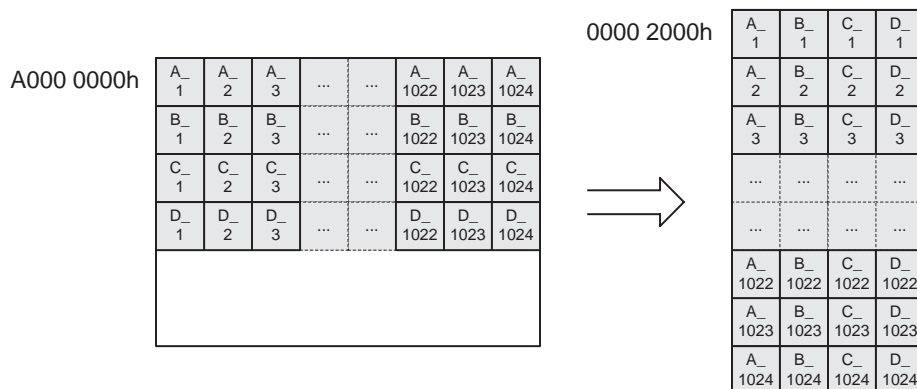 A000 0000h
A_ 1 A_ 2 A_ 3 ... ... A_ 1022 A_ 1023 A_ 1024
B_ 1 B_ 2 B_ 3 ... ... B_ 1022 B_ 1023 B_ 1024
C_ 1 C_ 2 C_ 3 ... ... C_ 1022 C_ 1023 C_ 1024
D_ 1 D_ 2 D_ 3 ... ... D_ 1022 D_ 1023 D_ 1024
0000 2000h
A_ 1 B_ 1 C_ 1 D_ 1
A_ 2 B_ 2 C_ 2 D_ 2
A_ 3 B_ 3 C_ 3 D_ 3
... ... ... ...
... ... ... ...
A_ 1022 B_ 1022 C_ 1022 D_ 1022
A_ 1023 B_ 1023 C_ 1023 D_ 1023
A_ 1024 B_ 1024 C_ 1024 D_ 1024